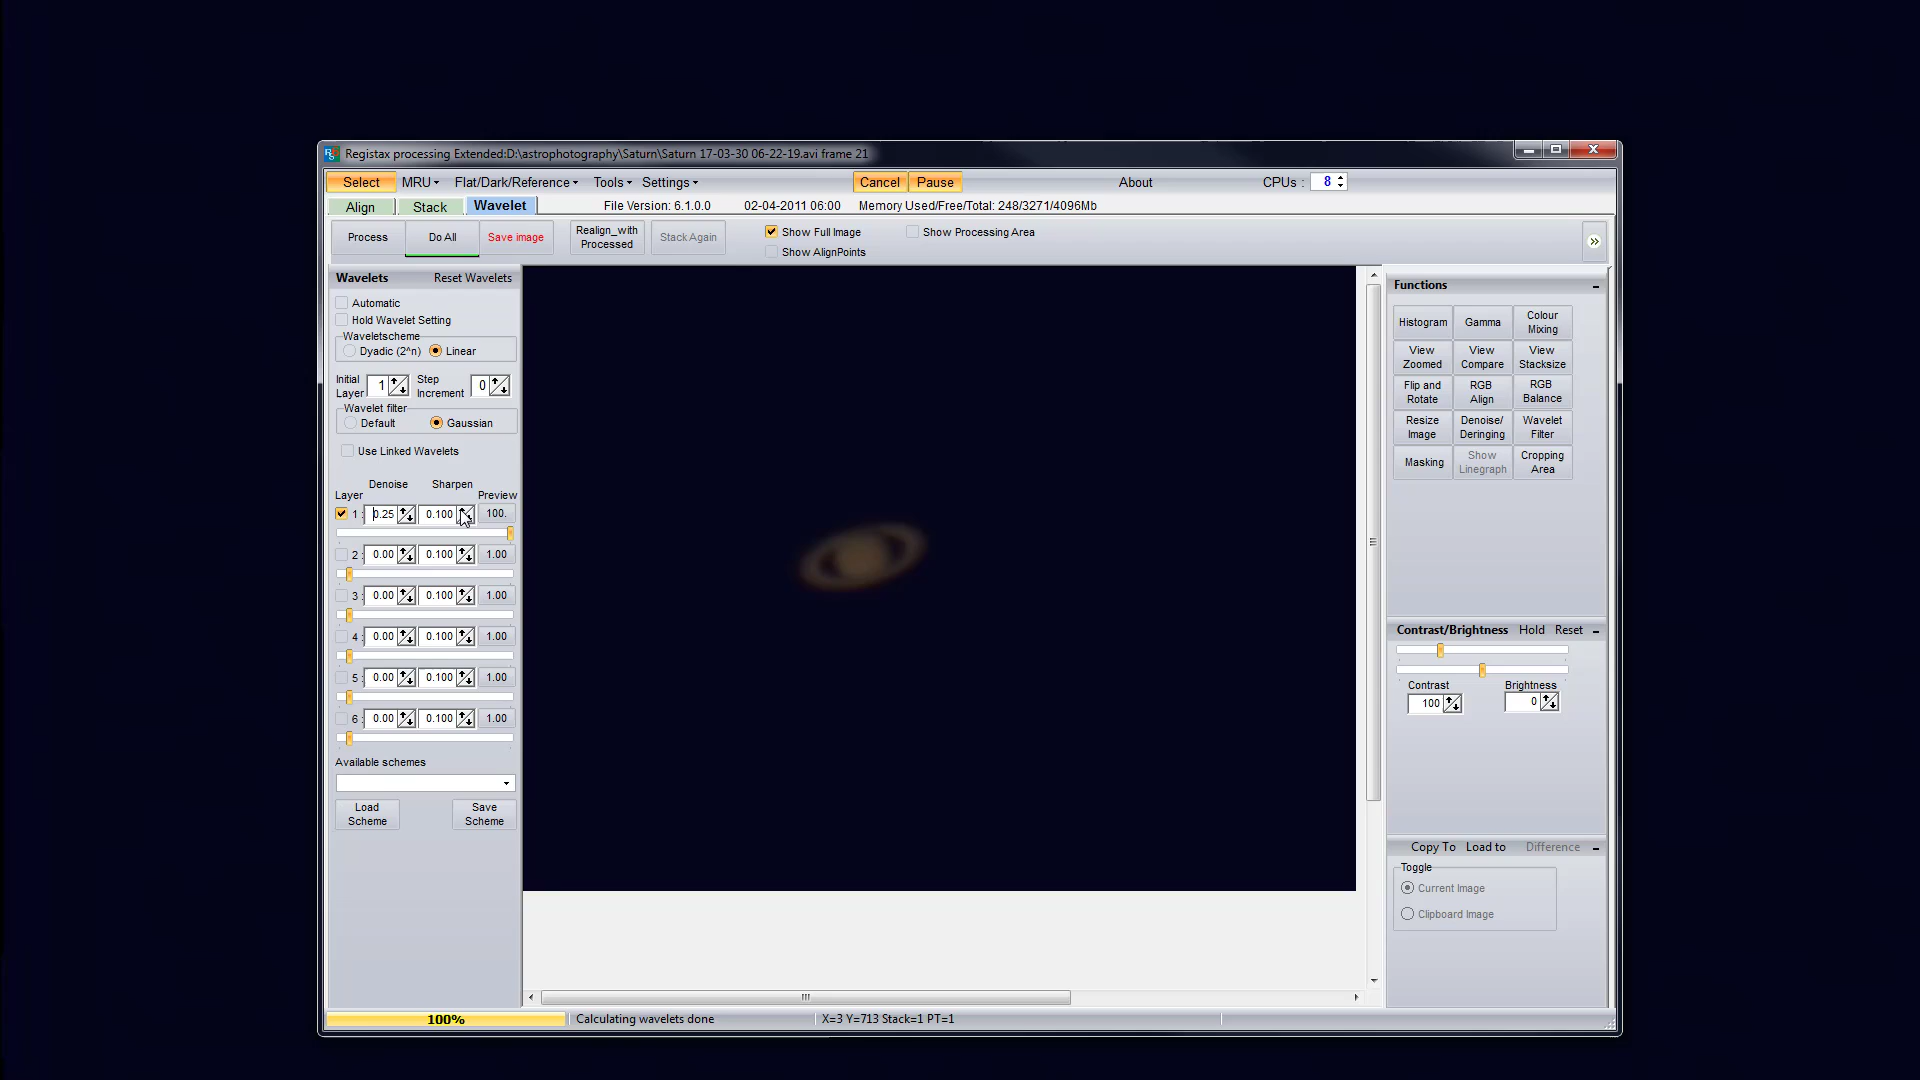 Registax processing Extended:D:\astrophotography\Saturn\Saturn 17-03-30 06-22-19.avi frame 21
Select MRU Flat/Dark/Reference Tools Settings Cancel Pause About CPUs : 8
Align Stack Wavelet File Version: 6.1.0.0 02-04-2011 06:00 Memory Used/Free/Total: 248/3271/4096Mb
Process Do All Save image Realign_with Processed Stack Again Show Full Image Show Processing Area
Show AlignPoints
Wavelets Reset Wavelets
Automatic
Hold Wavelet Setting
Waveletscheme
Dyadic (2^n) Linear
Initial Layer 1 Step Increment 0
Wavelet filter
Default Gaussian
Use Linked Wavelets
Denoise Sharpen
Layer Preview
1 : 0.25 0.100 100.
2 : 0.00 0.100 1.00
3 : 0.00 0.100 1.00
4 : 0.00 0.100 1.00
5 : 0.00 0.100 1.00
6 : 0.00 0.100 1.00
Available schemes
Load Scheme Save Scheme
Functions
Histogram Gamma Colour Mixing
View Zoomed View Compare View Stacksize
Flip and Rotate RGB Align RGB Balance
Resize Image Denoise/ Deringing Wavelet Filter
Masking Show Linegraph Cropping Area
Contrast/Brightness Hold Reset
Contrast Brightness
100 0
Copy To Load to Difference
Toggle
Current Image
Clipboard Image
100% Calculating wavelets done X=3 Y=713 Stack=1 PT=1